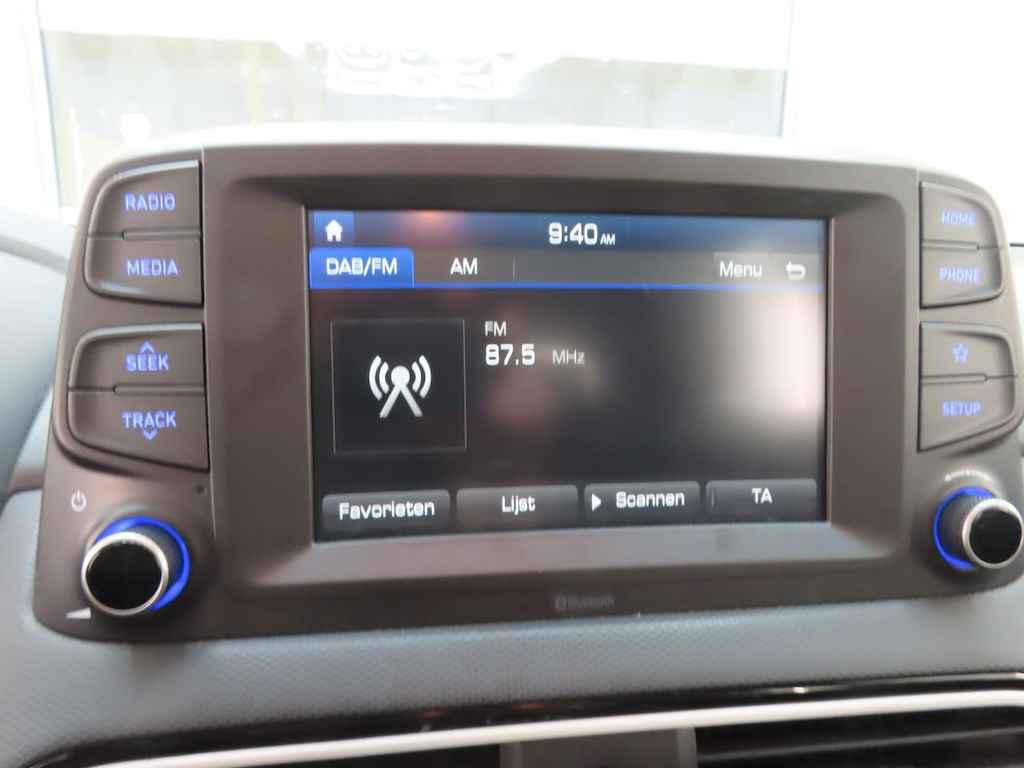 RADIO
MEDIA
SEEK
TRACK
9:40 AM
DAB/FM AM Menu
FM
87.5 MHz
Favorieten Lijst Scannen TA
HOME
PHONE
SETUP
Bluetooth